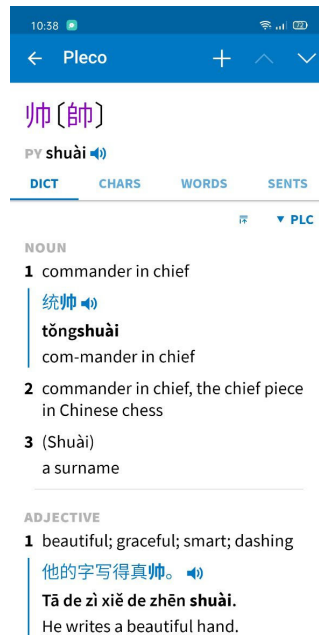 10:38
72
Pleco
帅〔帥〕
PY shuài
DICT CHARS WORDS SENTS
PLC
NOUN
1 commander in chief
统帅
tǒngshuài
com-mander in chief
2 commander in chief, the chief piece
in Chinese chess
3 (Shuài)
a surname
ADJECTIVE
1 beautiful; graceful; smart; dashing
他的字写得真帅。
Tā de zì xiě de zhēn shuài.
He writes a beautiful hand.